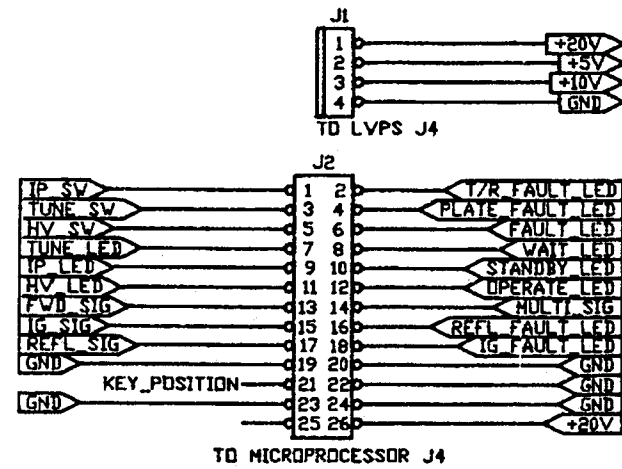 J1
1 +20V
2 +5V
3 +10V
4 GND
TO LVPS J4
J2
IP_SW 1 2 T/R_FAULT_LED
TUNE_SW 3 4 PLATE_FAULT_LED
HV_SW 5 6 FAULT_LED
TUNE_LED 7 8 WAIT_LED
IP_LED 9 10 STANDBY_LED
HV_LED 11 12 OPERATE_LED
FWD_SIG 13 14 MULTI_SIG
IG_SIG 15 16 REFL_FAULT_LED
REFL_SIG 17 18 IG_FAULT_LED
GND 19 20 GND
KEY_POSITION 21 22 GND
GND 23 24 GND
25 26 +20V
TO MICROPROCESSOR J4